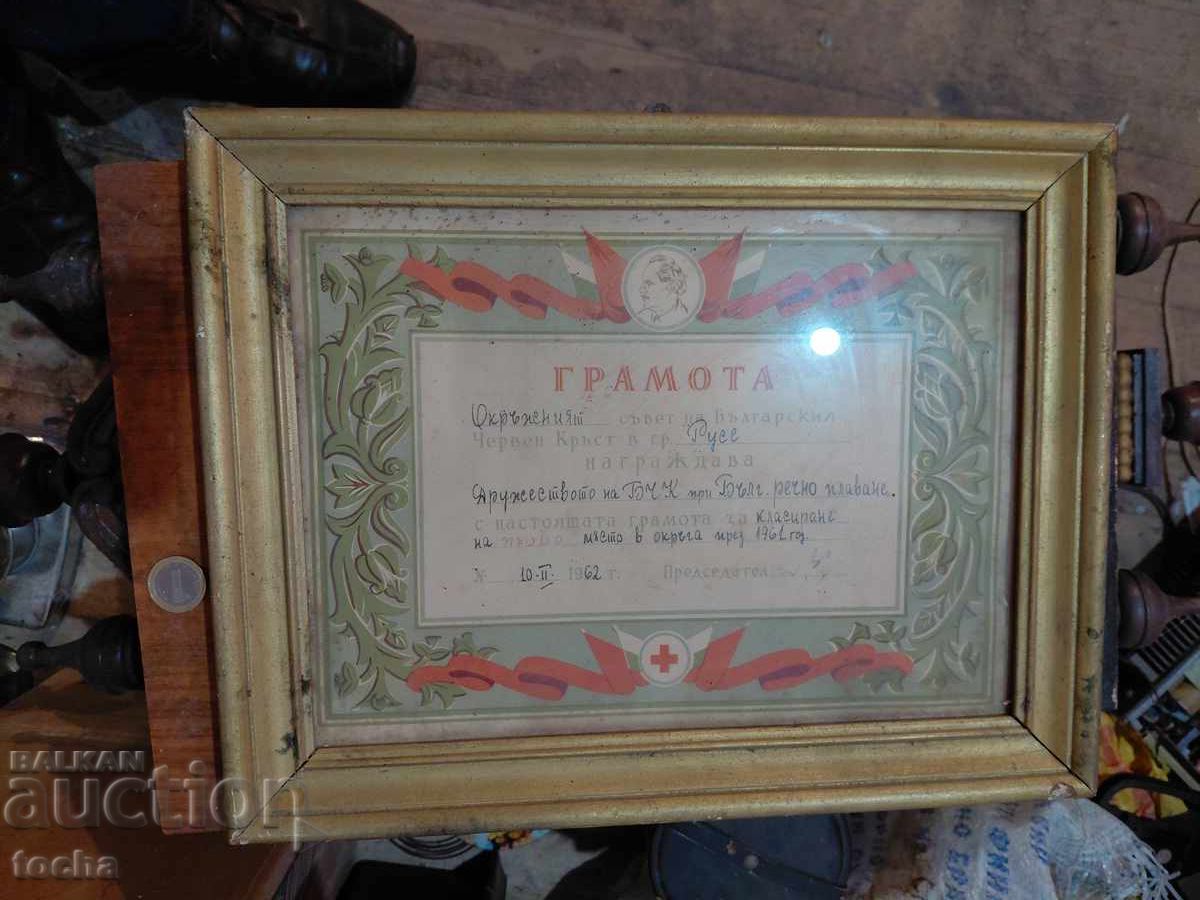 ГРАМОТА
Окръжният съвет на Българския
Червен Кръст в гр. Русе
награждава
Дружеството на БЧК при Бълг. речно плаване.
с настоящата грамота за класиране
на първо място в окръга през 1961 год.
10-II- 1962 т. Председател:
BALKAN
auction
tocha